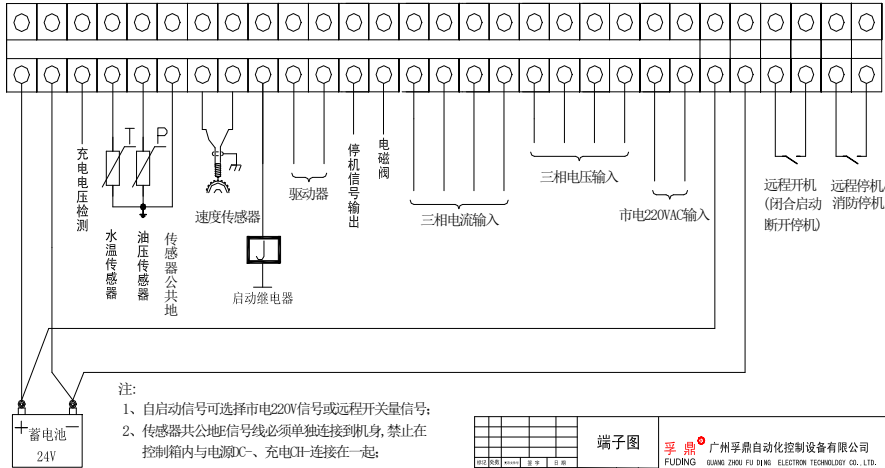 T
P
充电电压检测
水温传感器
油压传感器
传感器公共地
速度传感器
启动继电器
驱动器
停机信号输出
电磁阀
三相电流输入
三相电压输入
市电220VAC输入
远程开机
(闭合启动
断开停机)
远程停机/
消防停机
+ 蓄电池 −
24V
注:
1、自启动信号可选择市电220V信号或远程开关量信号;
2、传感器共公地E信号线必须单独连接到机身,禁止在
控制箱内与电源DC-、充电CH-连接在一起;
标记 处数 签字 日期
端子图
孚鼎
FUDING
广州孚鼎自动化控制设备有限公司
GUANG ZHOU FU DING ELECTRON TECHNOLOGY CO.,LTD.